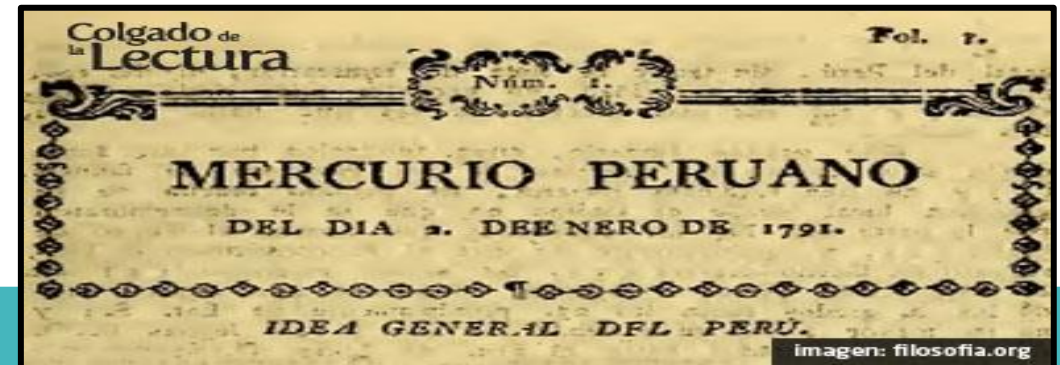 Colgado de
la Lectura
Fol. 1.
Núm. 1.
MERCURIO PERUANO
DEL DIA 2. DEE NERO DE 1791.
IDEA GENERAL DEL PERÚ.
imagen: filosofia.org